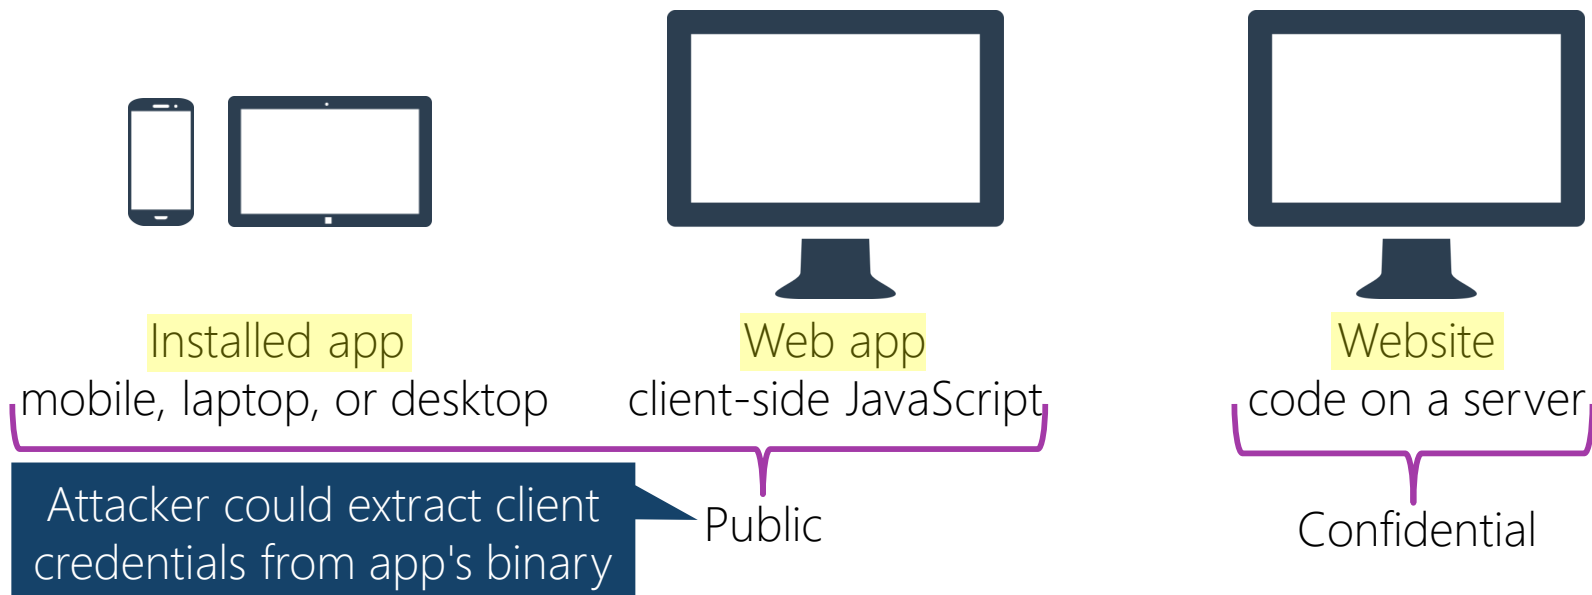 Installed app
mobile, laptop, or desktop
Web app
client-side JavaScript
Website
code on a server
Attacker could extract client
credentials from app's binary
Public
Confidential